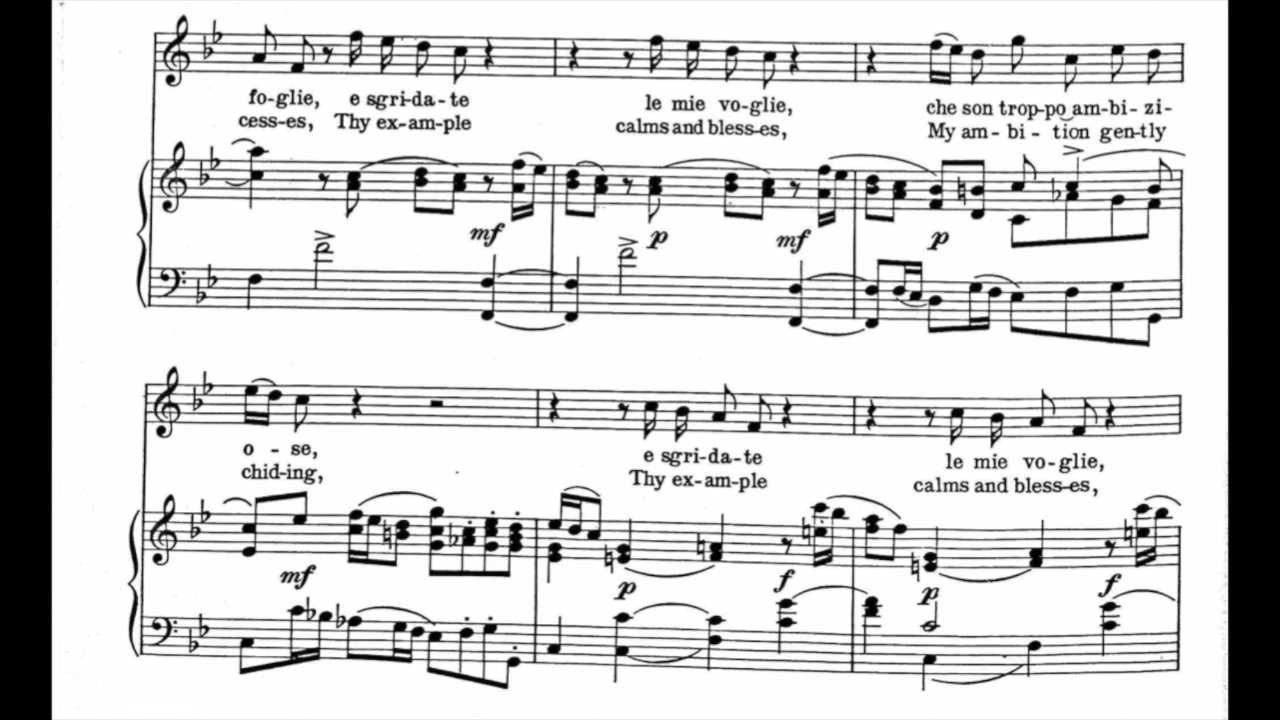 fo-glie, e sgri-da-te le mie vo-glie, che son trop-po am-bi-zi-
cess-es, Thy ex-am-ple calms and bless-es, My am-bi-tion gen-tly
mf p mf p
o - se, e sgri-da-te le mie vo-glie,
chid-ing, Thy ex-am-ple calms and bless-es,
mf p f p f